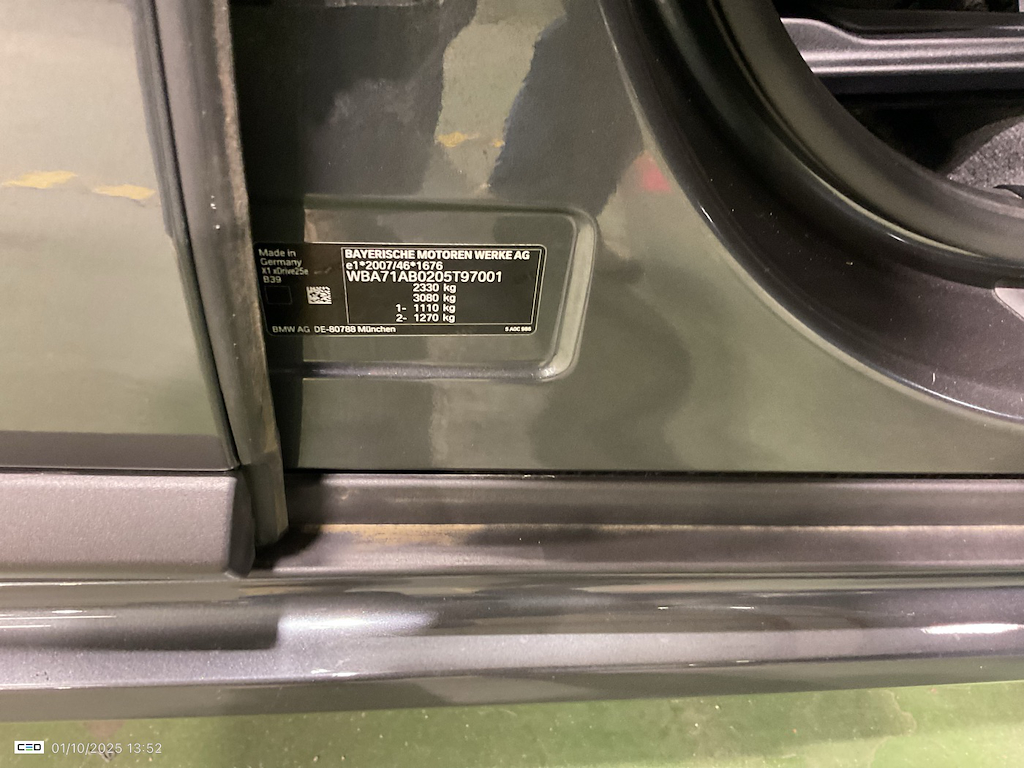 Made in
Germany
X1 xDrive25e
B39
BAYERISCHE MOTOREN WERKE AG
e1*2007/46*1676
WBA71AB0205T97001
2330 kg
3080 kg
1- 1110 kg
2- 1270 kg
BMW AG DE-80788 München
CEO 01/10/2025 13:52